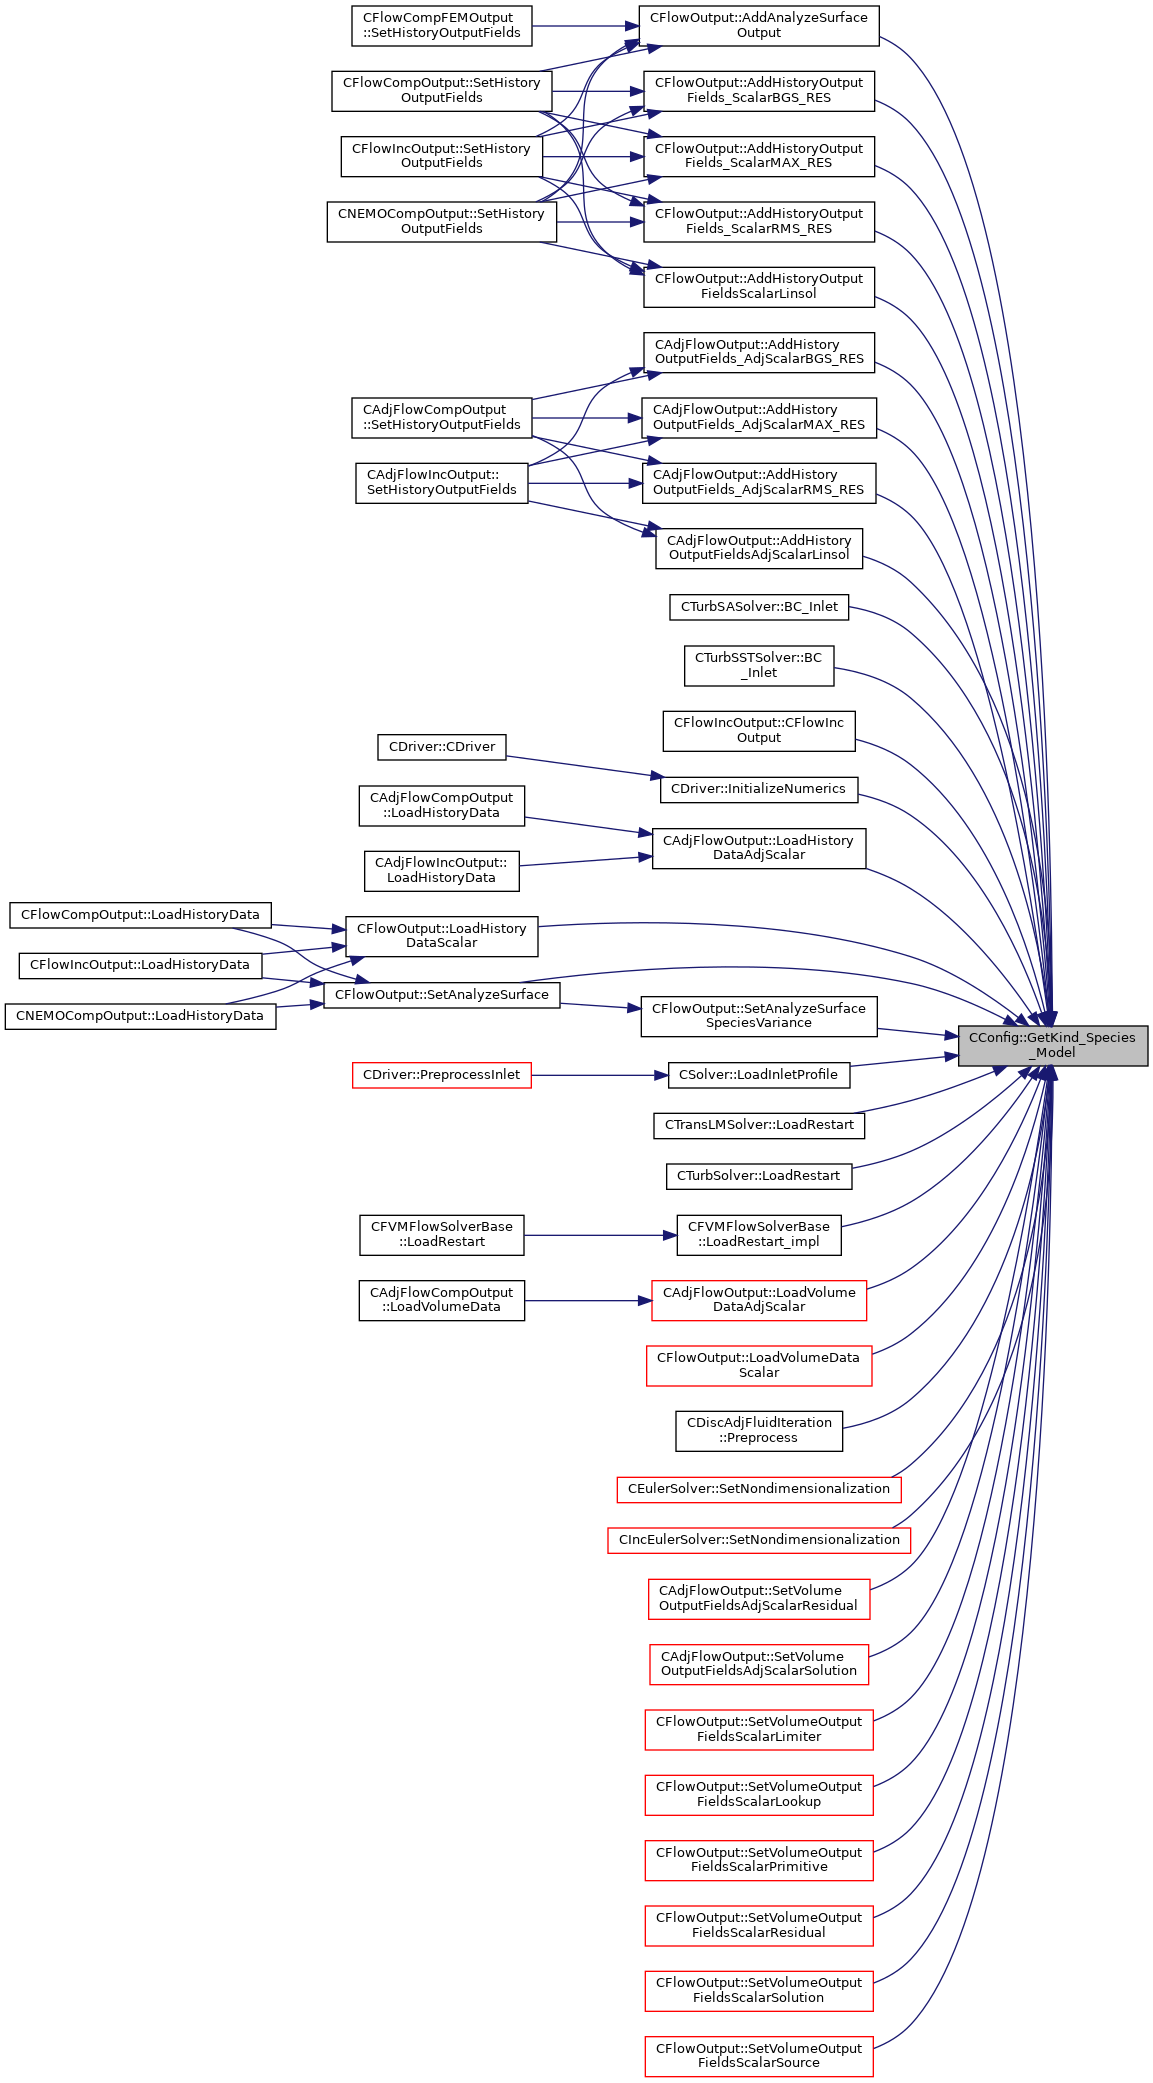 CFlowCompFEMOutput
::SetHistoryOutputFields
CFlowOutput::AddAnalyzeSurface
Output
CFlowCompOutput::SetHistory
OutputFields
CFlowOutput::AddHistoryOutput
Fields_ScalarBGS_RES
CFlowIncOutput::SetHistory
OutputFields
CFlowOutput::AddHistoryOutput
Fields_ScalarMAX_RES
CNEMOCompOutput::SetHistory
OutputFields
CFlowOutput::AddHistoryOutput
Fields_ScalarRMS_RES
CFlowOutput::AddHistoryOutput
FieldsScalarLinsol
CAdjFlowOutput::AddHistory
OutputFields_AdjScalarBGS_RES
CAdjFlowCompOutput
::SetHistoryOutputFields
CAdjFlowOutput::AddHistory
OutputFields_AdjScalarMAX_RES
CAdjFlowIncOutput::
SetHistoryOutputFields
CAdjFlowOutput::AddHistory
OutputFields_AdjScalarRMS_RES
CAdjFlowOutput::AddHistory
OutputFieldsAdjScalarLinsol
CTurbSASolver::BC_Inlet
CTurbSSTSolver::BC
_Inlet
CFlowIncOutput::CFlowInc
Output
CDriver::CDriver
CDriver::InitializeNumerics
CAdjFlowCompOutput
::LoadHistoryData
CAdjFlowOutput::LoadHistory
DataAdjScalar
CAdjFlowIncOutput::
LoadHistoryData
CFlowCompOutput::LoadHistoryData
CFlowOutput::LoadHistory
DataScalar
CFlowIncOutput::LoadHistoryData
CFlowOutput::SetAnalyzeSurface
CNEMOCompOutput::LoadHistoryData
CFlowOutput::SetAnalyzeSurface
SpeciesVariance
CConfig::GetKind_Species
_Model
CDriver::PreprocessInlet
CSolver::LoadInletProfile
CTransLMSolver::LoadRestart
CTurbSolver::LoadRestart
CFVMFlowSolverBase
::LoadRestart
CFVMFlowSolverBase
::LoadRestart_impl
CAdjFlowCompOutput
::LoadVolumeData
CAdjFlowOutput::LoadVolume
DataAdjScalar
CFlowOutput::LoadVolumeData
Scalar
CDiscAdjFluidIteration
::Preprocess
CEulerSolver::SetNondimensionalization
CIncEulerSolver::SetNondimensionalization
CAdjFlowOutput::SetVolume
OutputFieldsAdjScalarResidual
CAdjFlowOutput::SetVolume
OutputFieldsAdjScalarSolution
CFlowOutput::SetVolumeOutput
FieldsScalarLimiter
CFlowOutput::SetVolumeOutput
FieldsScalarLookup
CFlowOutput::SetVolumeOutput
FieldsScalarPrimitive
CFlowOutput::SetVolumeOutput
FieldsScalarResidual
CFlowOutput::SetVolumeOutput
FieldsScalarSolution
CFlowOutput::SetVolumeOutput
FieldsScalarSource